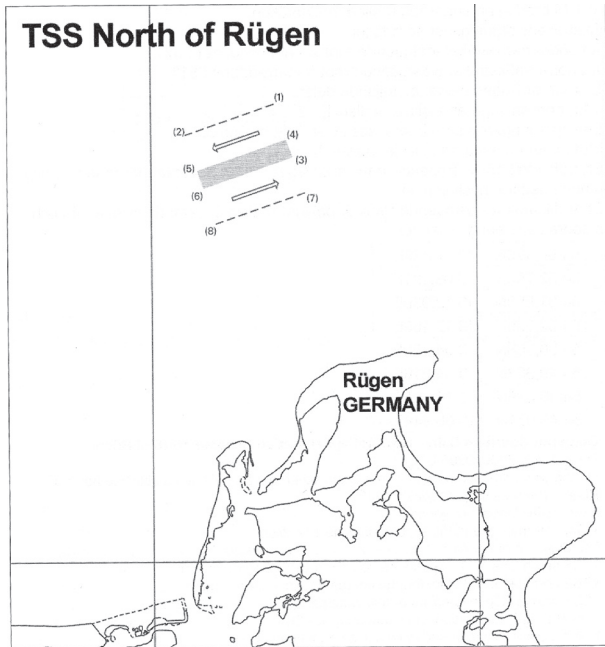 TSS North of Rügen
(1)
(2)
(4)
(3)
(5)
(6)
(7)
(8)
Rügen
GERMANY